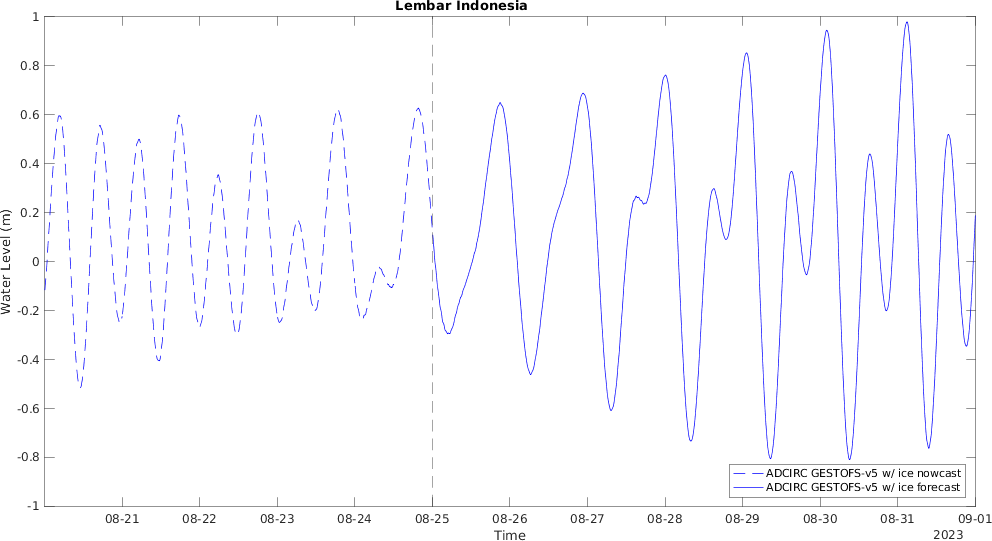 Lembar Indonesia
1
0.8
0.6
0.4
0.2
0
-0.2
-0.4
-0.6
-0.8
-1
Water Level (m)
ADCIRC GESTOFS-v5 w/ ice nowcast
ADCIRC GESTOFS-v5 w/ ice forecast
08-21 08-22 08-23 08-24 08-25 08-26 08-27 08-28 08-29 08-30 08-31 09-01
Time
2023